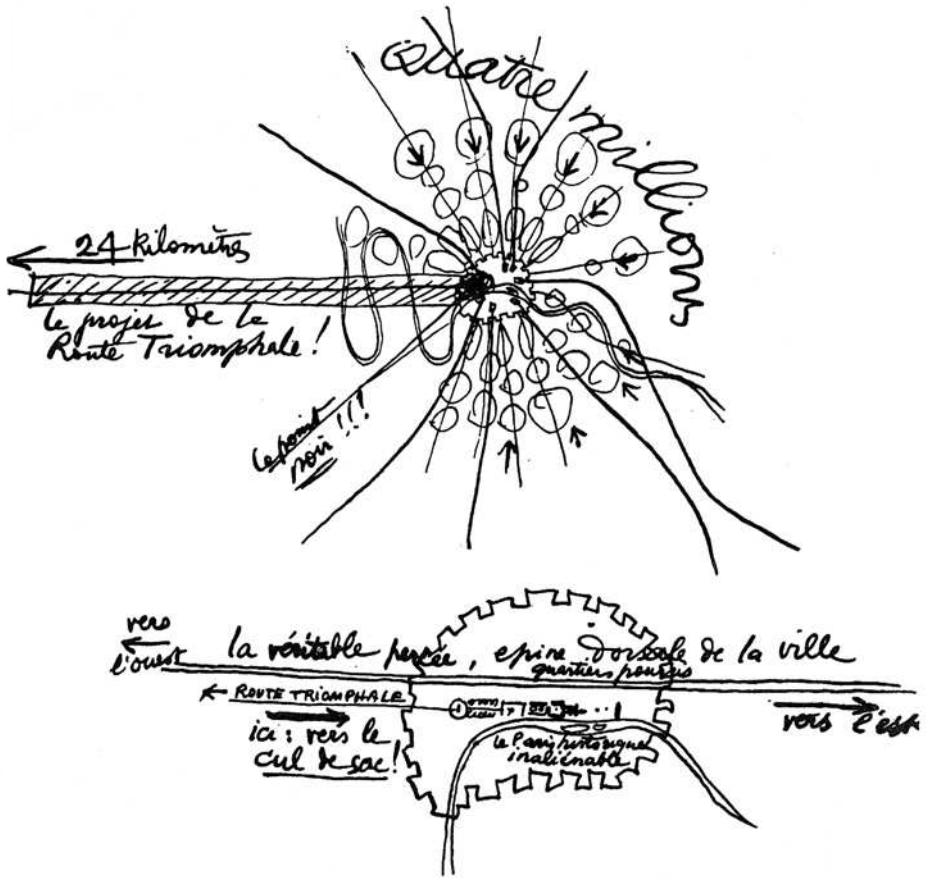 Quatre millions
24 Kilomètres
le projet de la
Route Triomphale !
le point
noir !!!
vers
l'ouest
la véritable percée, epine dorsale de la ville
quartiers pourris
ROUTE TRIOMPHALE
ici : vers le
cul de sac !
le Paris historique
inaliénable
vers l'est